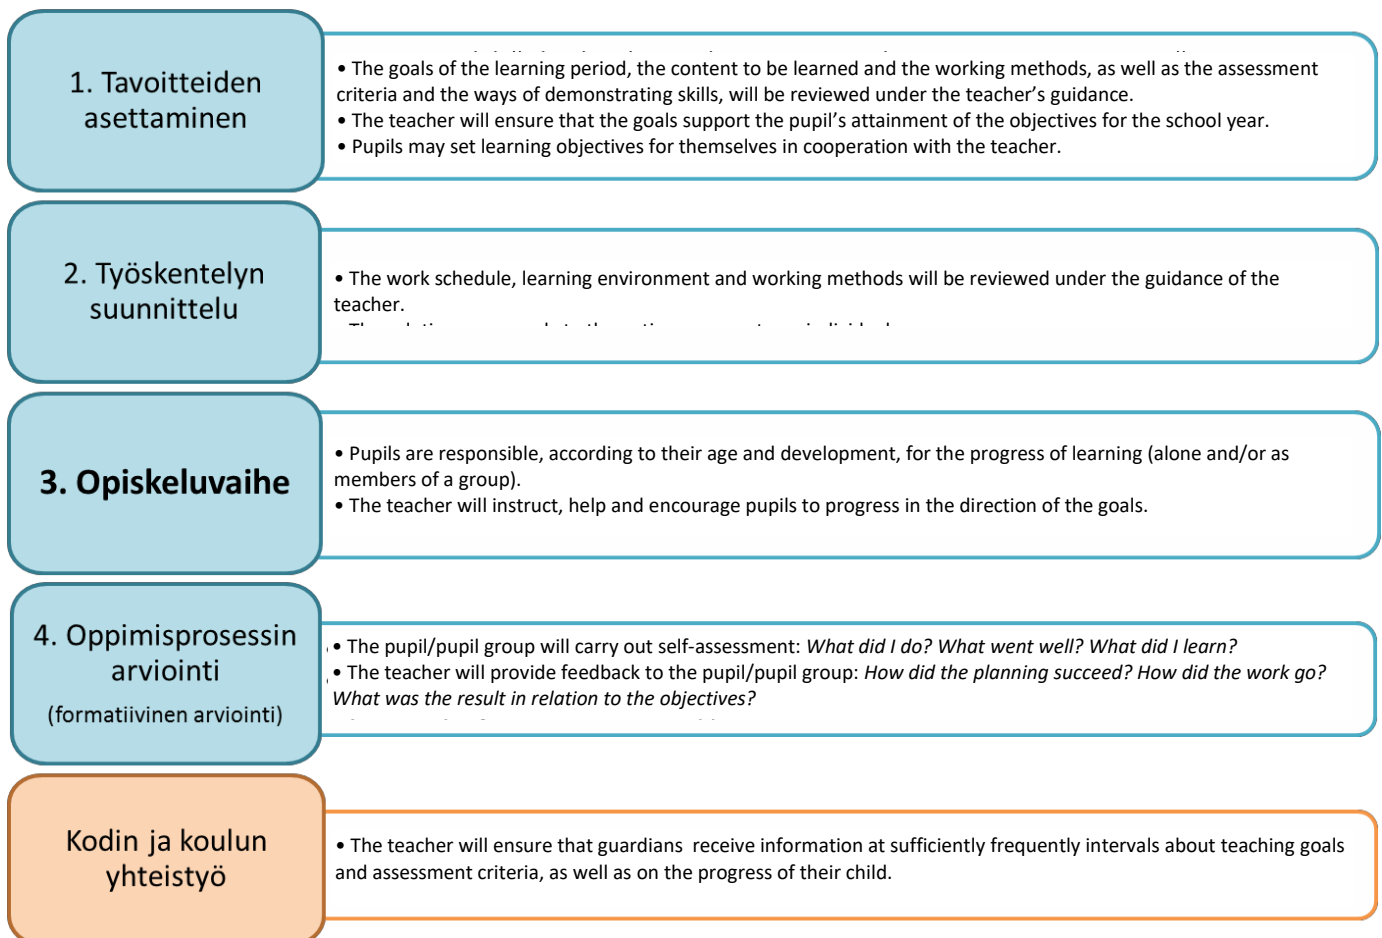 1. Tavoitteiden
asettaminen
• The goals of the learning period, the content to be learned and the working methods, as well as the assessment
criteria and the ways of demonstrating skills, will be reviewed under the teacher’s guidance.
• The teacher will ensure that the goals support the pupil’s attainment of the objectives for the school year.
• Pupils may set learning objectives for themselves in cooperation with the teacher.
2. Työskentelyn
suunnittelu
• The work schedule, learning environment and working methods will be reviewed under the guidance of the
teacher.
3. Opiskeluvaihe
• Pupils are responsible, according to their age and development, for the progress of learning (alone and/or as
members of a group).
• The teacher will instruct, help and encourage pupils to progress in the direction of the goals.
4. Oppimisprosessin
arviointi
(formatiivinen arviointi)
• The pupil/pupil group will carry out self-assessment: What did I do? What went well? What did I learn?
• The teacher will provide feedback to the pupil/pupil group: How did the planning succeed? How did the work go?
What was the result in relation to the objectives?
Kodin ja koulun
yhteistyö
• The teacher will ensure that guardians receive information at sufficiently frequently intervals about teaching goals
and assessment criteria, as well as on the progress of their child.